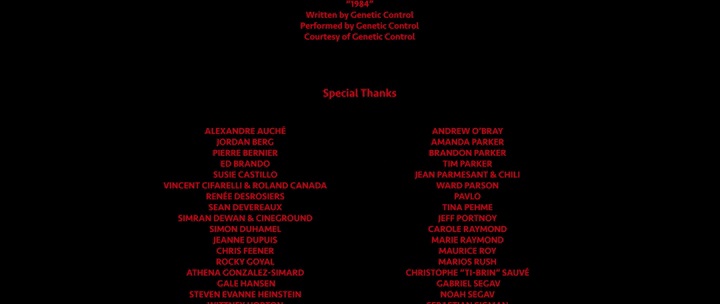 "1984"
Written by Genetic Control
Performed by Genetic Control
Courtesy of Genetic Control
Special Thanks
ALEXANDRE AUCHÉ
JORDAN BERG
PIERRE BERNIER
ED BRANDO
SUSIE CASTILLO
VINCENT CIFARELLI & ROLAND CANADA
RENÉE DESROSIERS
SEAN DEVEREAUX
SIMRAN DEWAN & CINEGROUND
SIMON DUHAMEL
JEANNE DUPUIS
CHRIS FEENER
ROCKY GOYAL
ATHENA GONZALEZ-SIMARD
GALE HANSEN
STEVEN EVANNE HEINSTEIN
ANDREW O'BRAY
AMANDA PARKER
BRANDON PARKER
TIM PARKER
JEAN PARMESANT & CHILI
WARD PARSON
PAVLO
TINA PEHME
JEFF PORTNOY
CAROLE RAYMOND
MARIE RAYMOND
MAURICE ROY
MARIOS RUSH
CHRISTOPHE "TI-BRIN" SAUVÉ
GABRIEL SEGAV
NOAH SEGAV